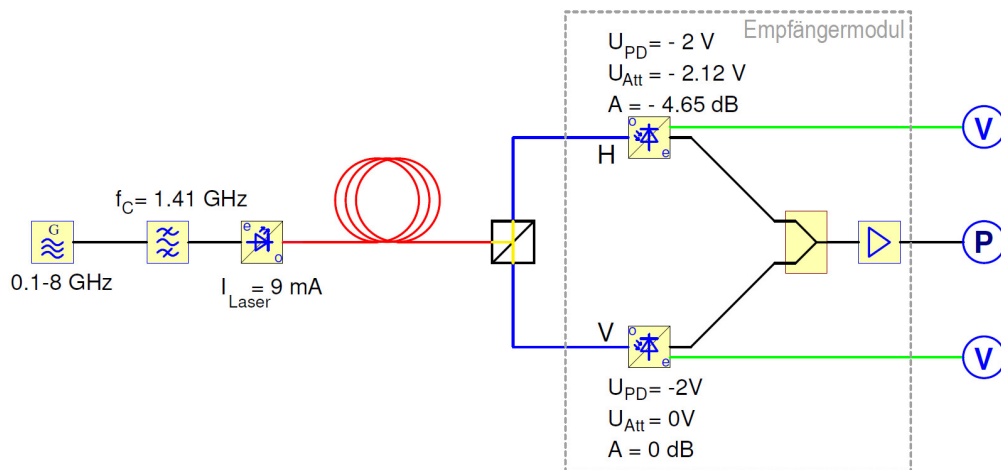 Empfängermodul
U_PD = - 2 V
U_Att = - 2.12 V
A = - 4.65 dB
o
e
V
H
f_C = 1.41 GHz
G
e
o
P
0.1-8 GHz
I_Laser = 9 mA
V
o
e
V
U_PD = -2V
U_Att = 0V
A = 0 dB